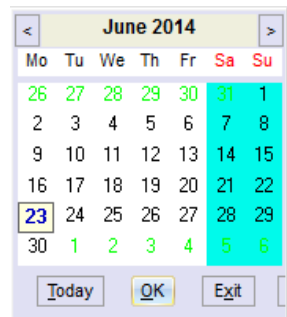 < June 2014 >
Mo Tu We Th Fr Sa Su
26 27 28 29 30 31 1
2 3 4 5 6 7 8
9 10 11 12 13 14 15
16 17 18 19 20 21 22
23 24 25 26 27 28 29
30 1 2 3 4 5 6
Today OK Exit